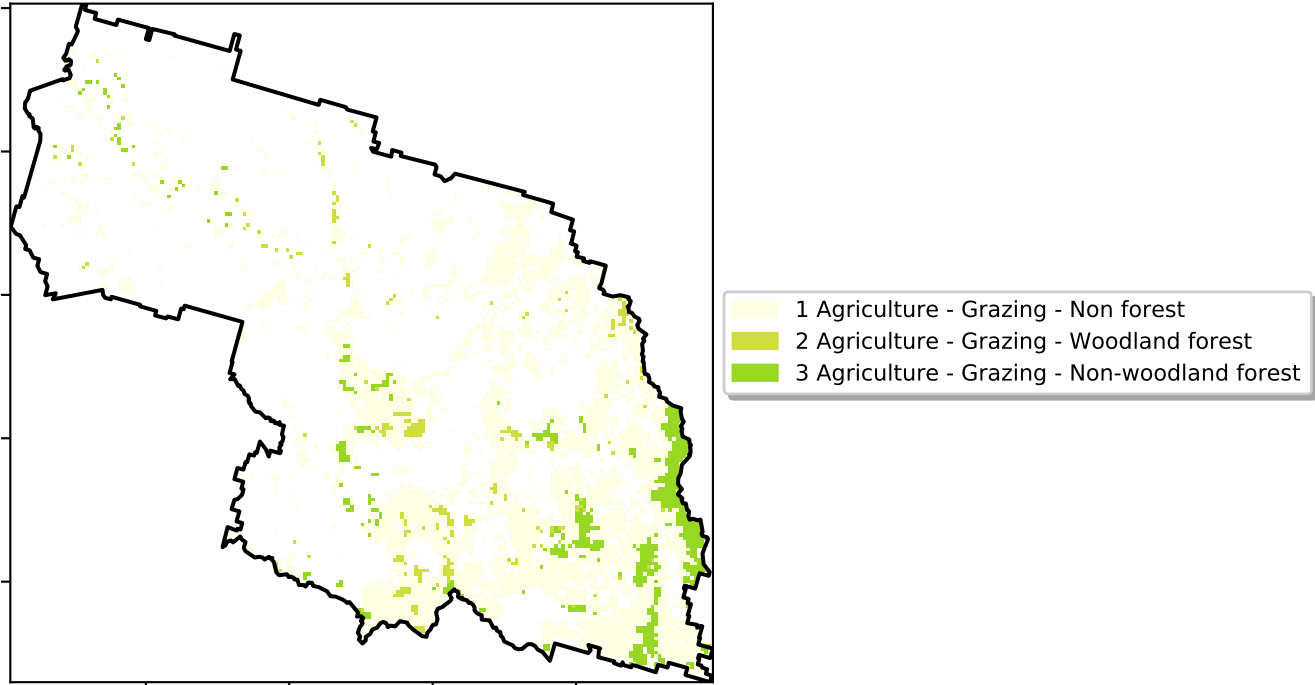 1 Agriculture - Grazing - Non forest
2 Agriculture - Grazing - Woodland forest
3 Agriculture - Grazing - Non-woodland forest